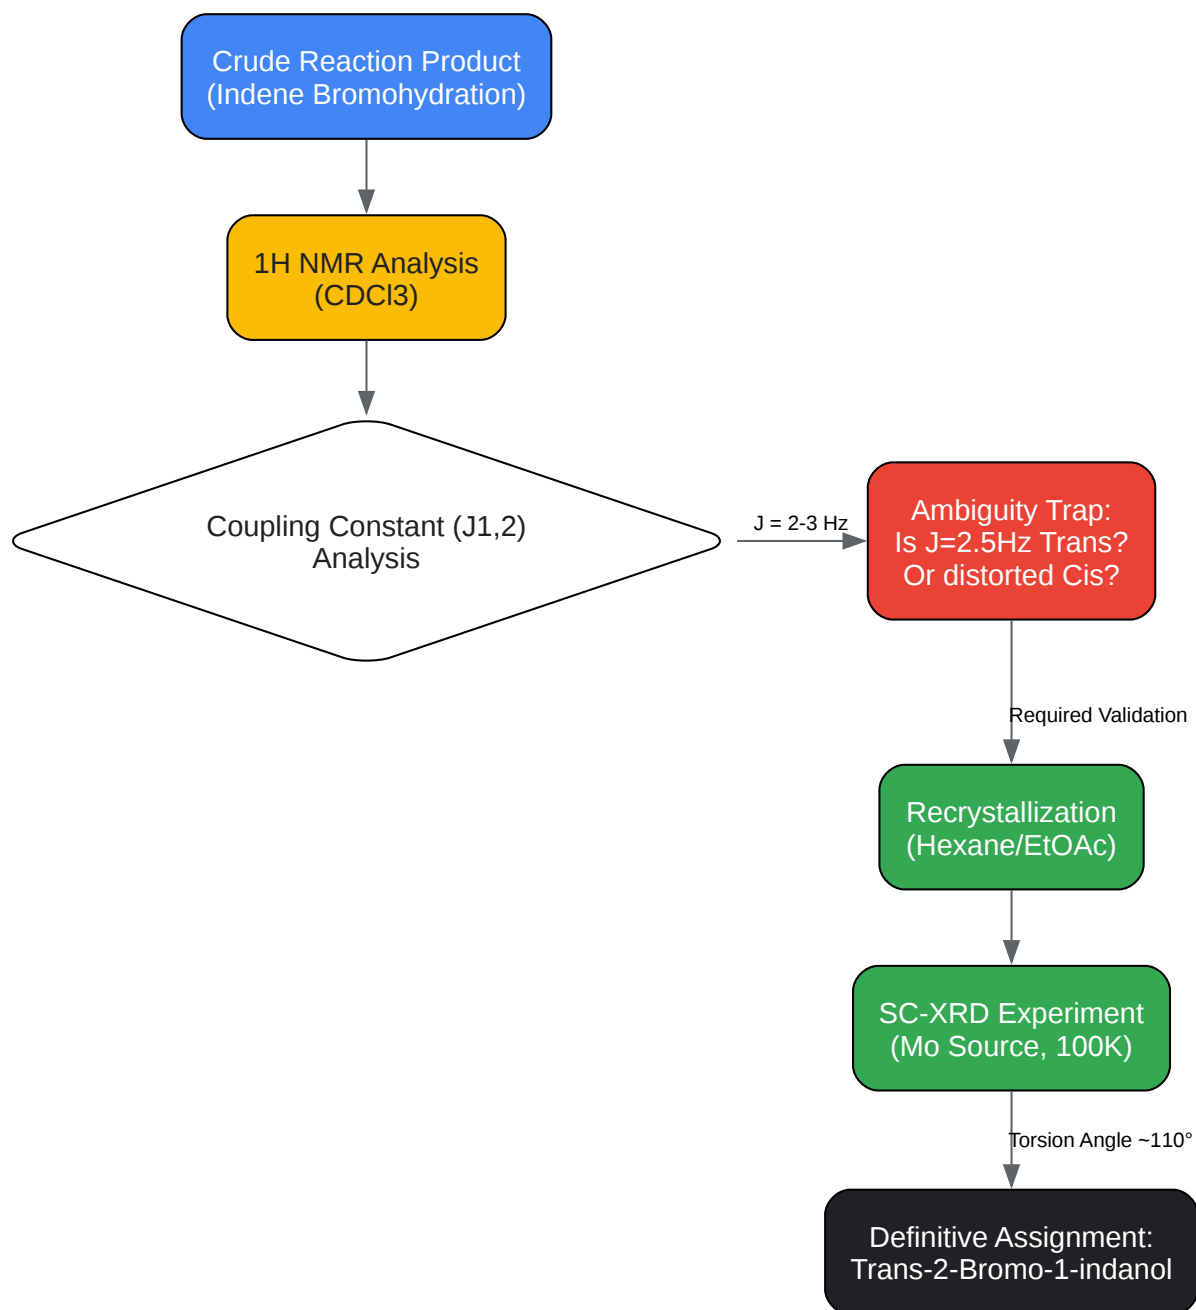 Crude Reaction Product
(Indene Bromohydration)
1H NMR Analysis
(CDCl3)
Coupling Constant (J1,2)
Analysis
J = 2-3 Hz
Ambiguity Trap:
Is J=2.5Hz Trans?
Or distorted Cis?
Required Validation
Recrystallization
(Hexane/EtOAc)
SC-XRD Experiment
(Mo Source, 100K)
Torsion Angle ~110°
Definitive Assignment:
Trans-2-Bromo-1-indanol